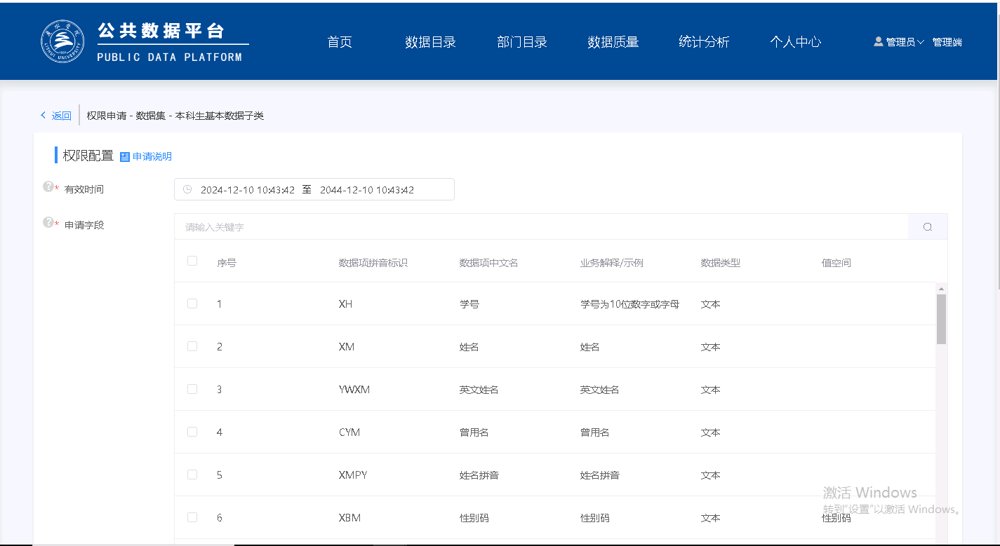 公共数据平台
PUBLIC DATA PLATFORM
首页 数据目录 部门目录 数据质量 统计分析 个人中心 管理员 管理端
返回 权限申请 - 数据集 - 本科生基本数据子类
权限配置 申请说明
? * 有效时间 2024-12-10 10:43:42 至 2044-12-10 10:43:42
? * 申请字段 请输入关键字
序号 数据项拼音标识 数据项中文名 业务解释/示例 数据类型 值空间
1 XH 学号 学号为10位数字或字母 文本
2 XM 姓名 姓名 文本
3 YWXM 英文姓名 英文姓名 文本
4 CYM 曾用名 曾用名 文本
5 XMPY 姓名拼音 姓名拼音 文本
激活 Windows
转到“设置”以激活 Windows。
6 XBM 性别码 性别码 文本 性别码